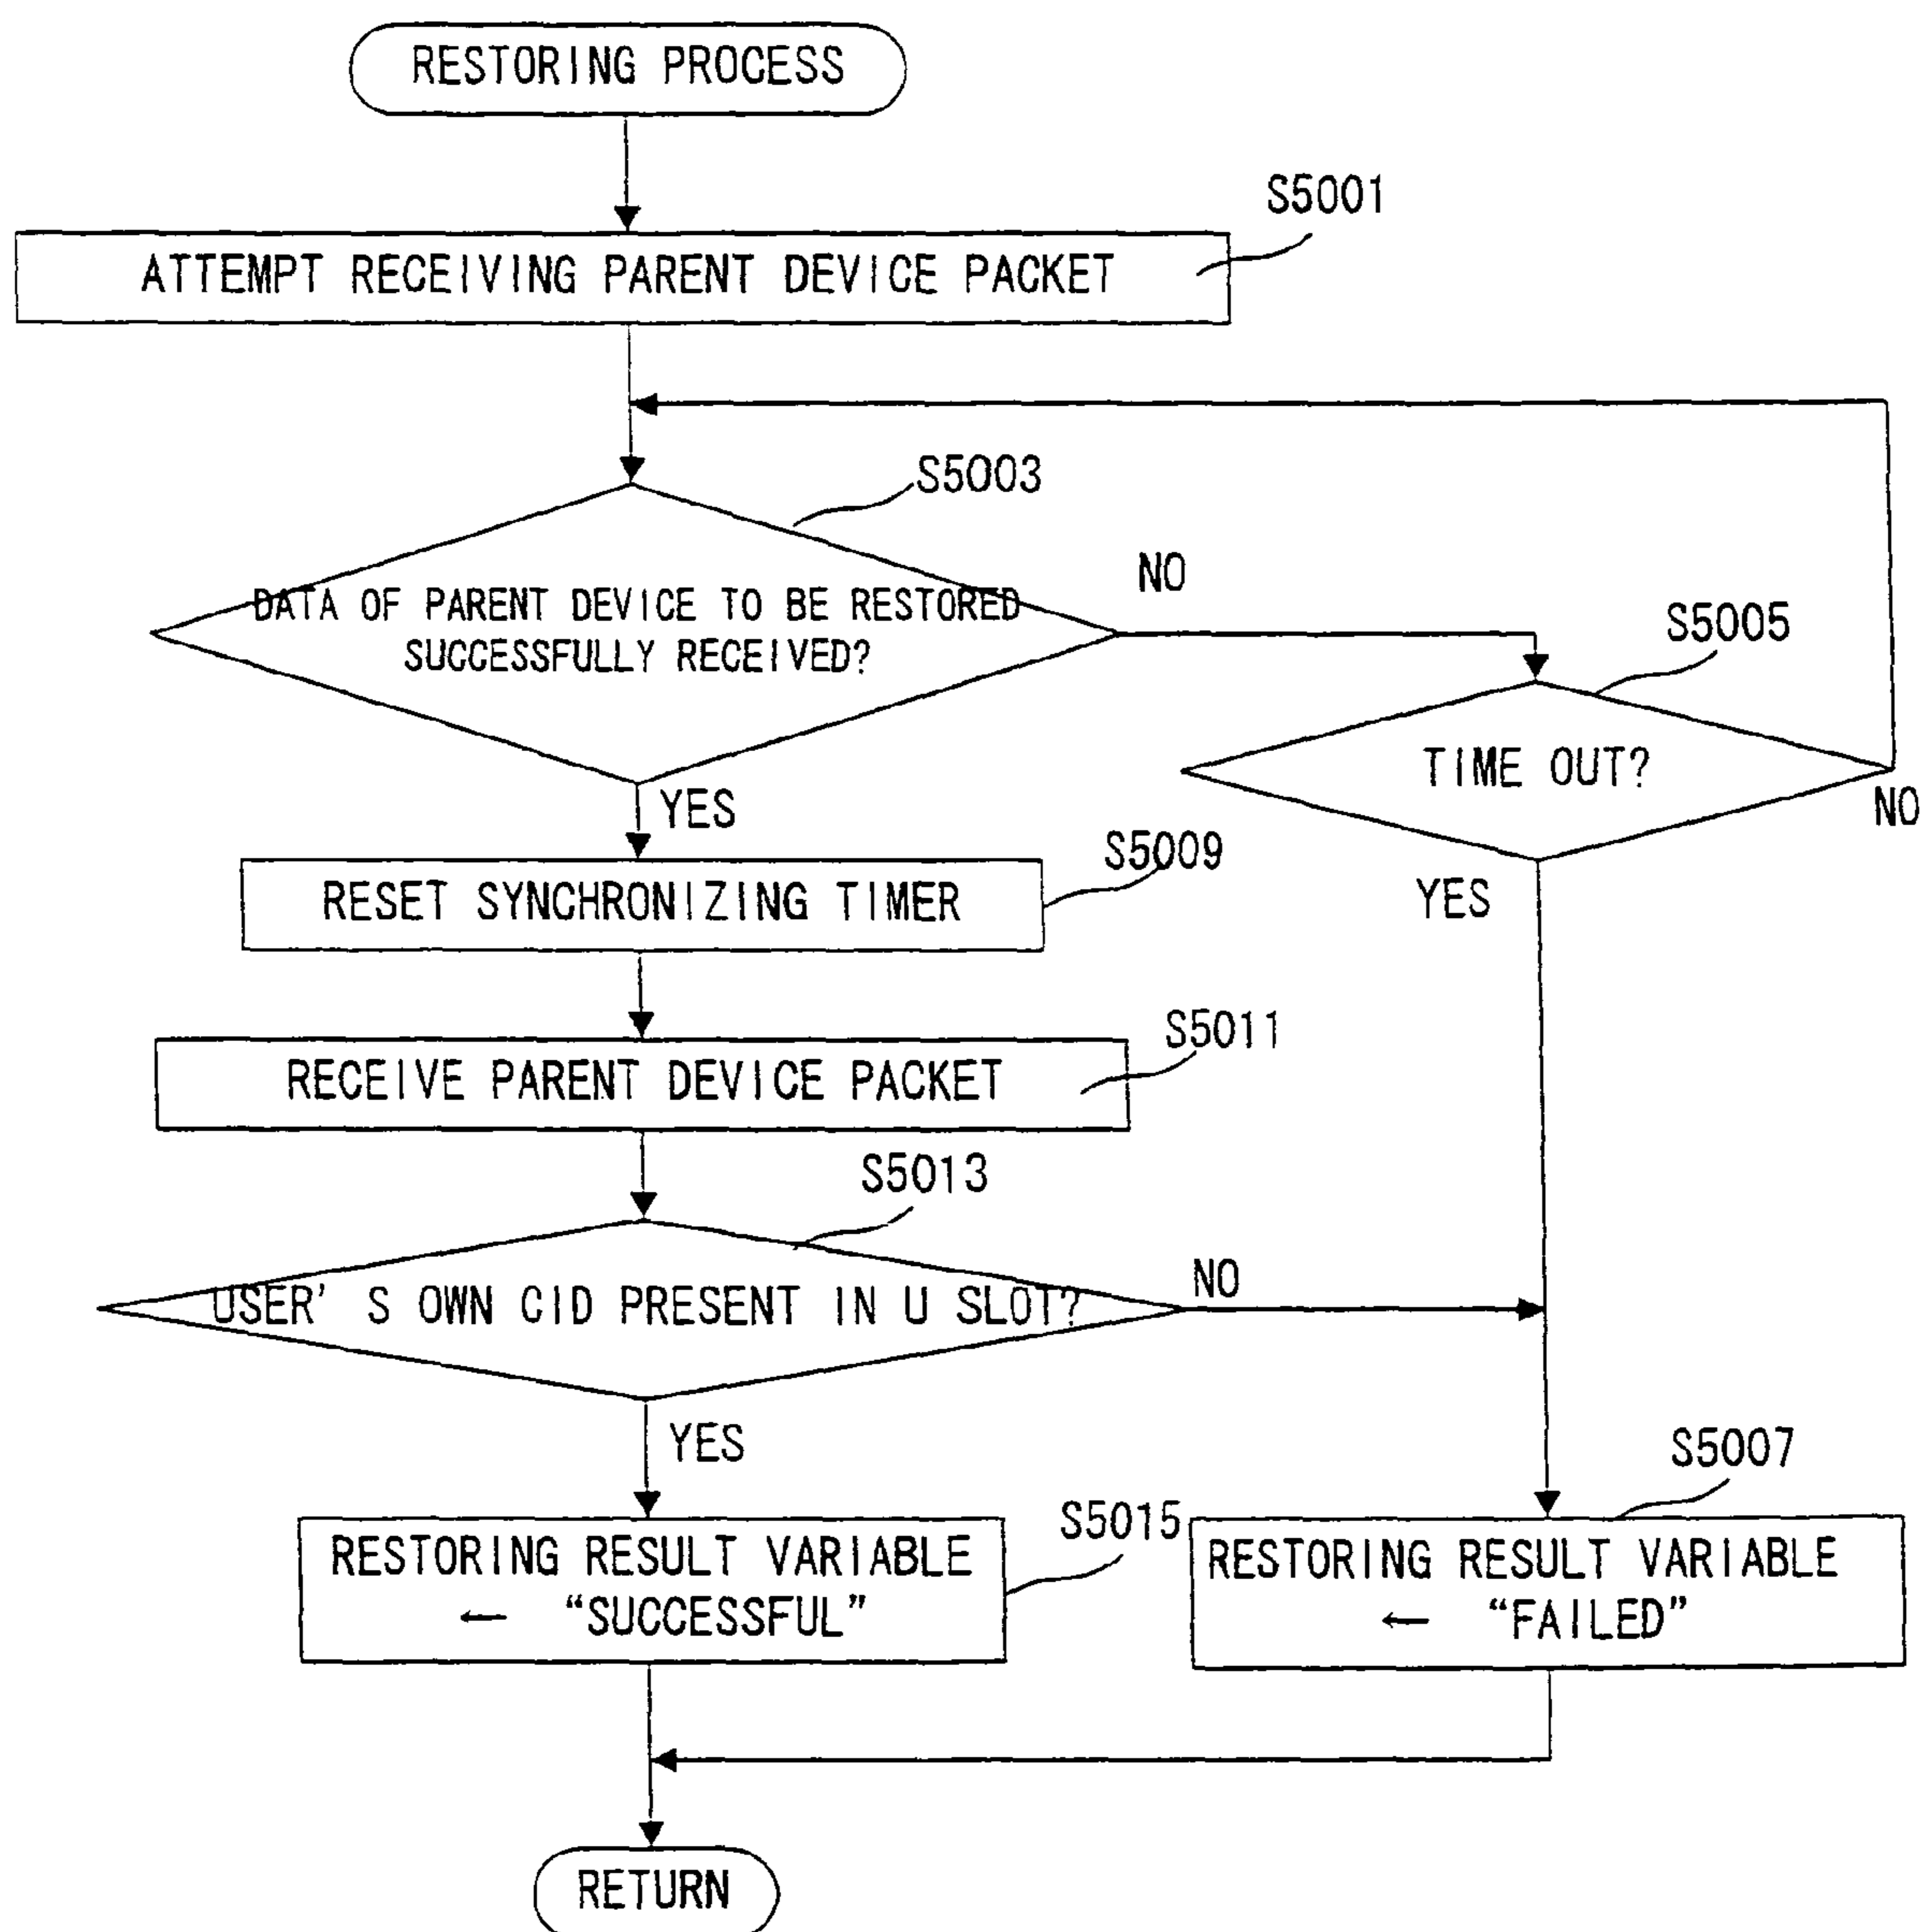 RESTORING PROCESS
S5001
ATTEMPT RECEIVING PARENT DEVICE PACKET
S5003
DATA OF PARENT DEVICE TO BE RESTORED
SUCCESSFULLY RECEIVED?
NO
S5005
TIME OUT?
NO
YES
YES
S5009
RESET SYNCHRONIZING TIMER
S5011
RECEIVE PARENT DEVICE PACKET
S5013
USER' S OWN CID PRESENT IN U SLOT?
NO
YES
S5015
RESTORING RESULT VARIABLE
← “SUCCESSFUL”
S5007
RESTORING RESULT VARIABLE
← “FAILED”
RETURN